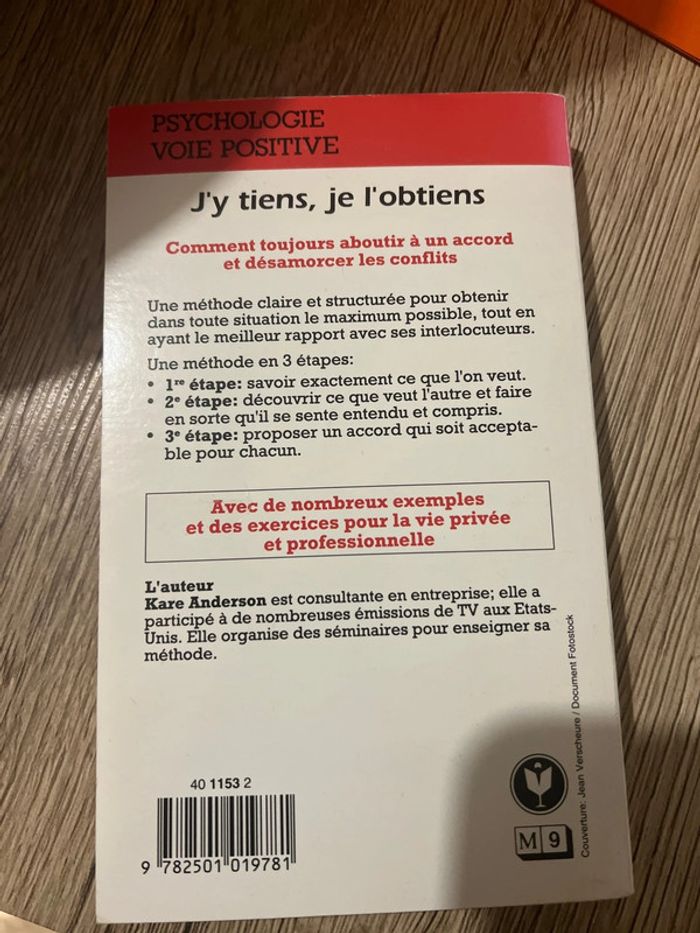 PSYCHOLOGIE
VOIE POSITIVE
J'y tiens, je l'obtiens
Comment toujours aboutir à un accord
et désamorcer les conflits
Une méthode claire et structurée pour obtenir
dans toute situation le maximum possible, tout en
ayant le meilleur rapport avec ses interlocuteurs.
Une méthode en 3 étapes:
• 1re étape: savoir exactement ce que l'on veut.
• 2e étape: découvrir ce que veut l'autre et faire
en sorte qu'il se sente entendu et compris.
• 3e étape: proposer un accord qui soit accepta-
ble pour chacun.
Avec de nombreux exemples
et des exercices pour la vie privée
et professionnelle
L'auteur
Kare Anderson est consultante en entreprise; elle a
participé à de nombreuses émissions de TV aux Etats-
Unis. Elle organise des séminaires pour enseigner sa
méthode.
40 1153 2
9 782501 019781
M 9
Couverture: Jean Verscheure / Document Fotostock